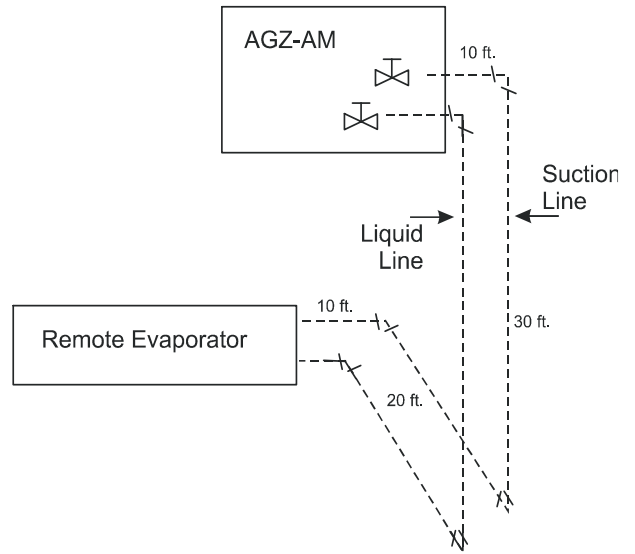 AGZ-AM
10 ft.
Suction
Line
Liquid
Line
10 ft.
30 ft.
Remote Evaporator
20 ft.